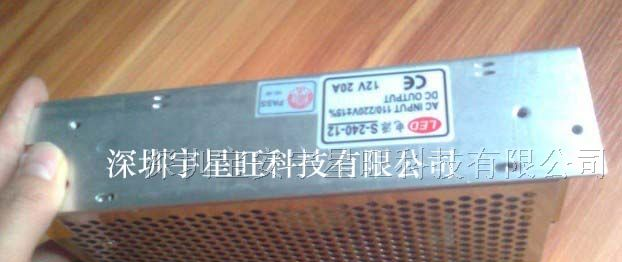 LED 电源 S-240-12
AC INPUT 110/220V±15%
DC OUTPUT
12V 20A CE
PASS
深圳宇星旺科技有限公司